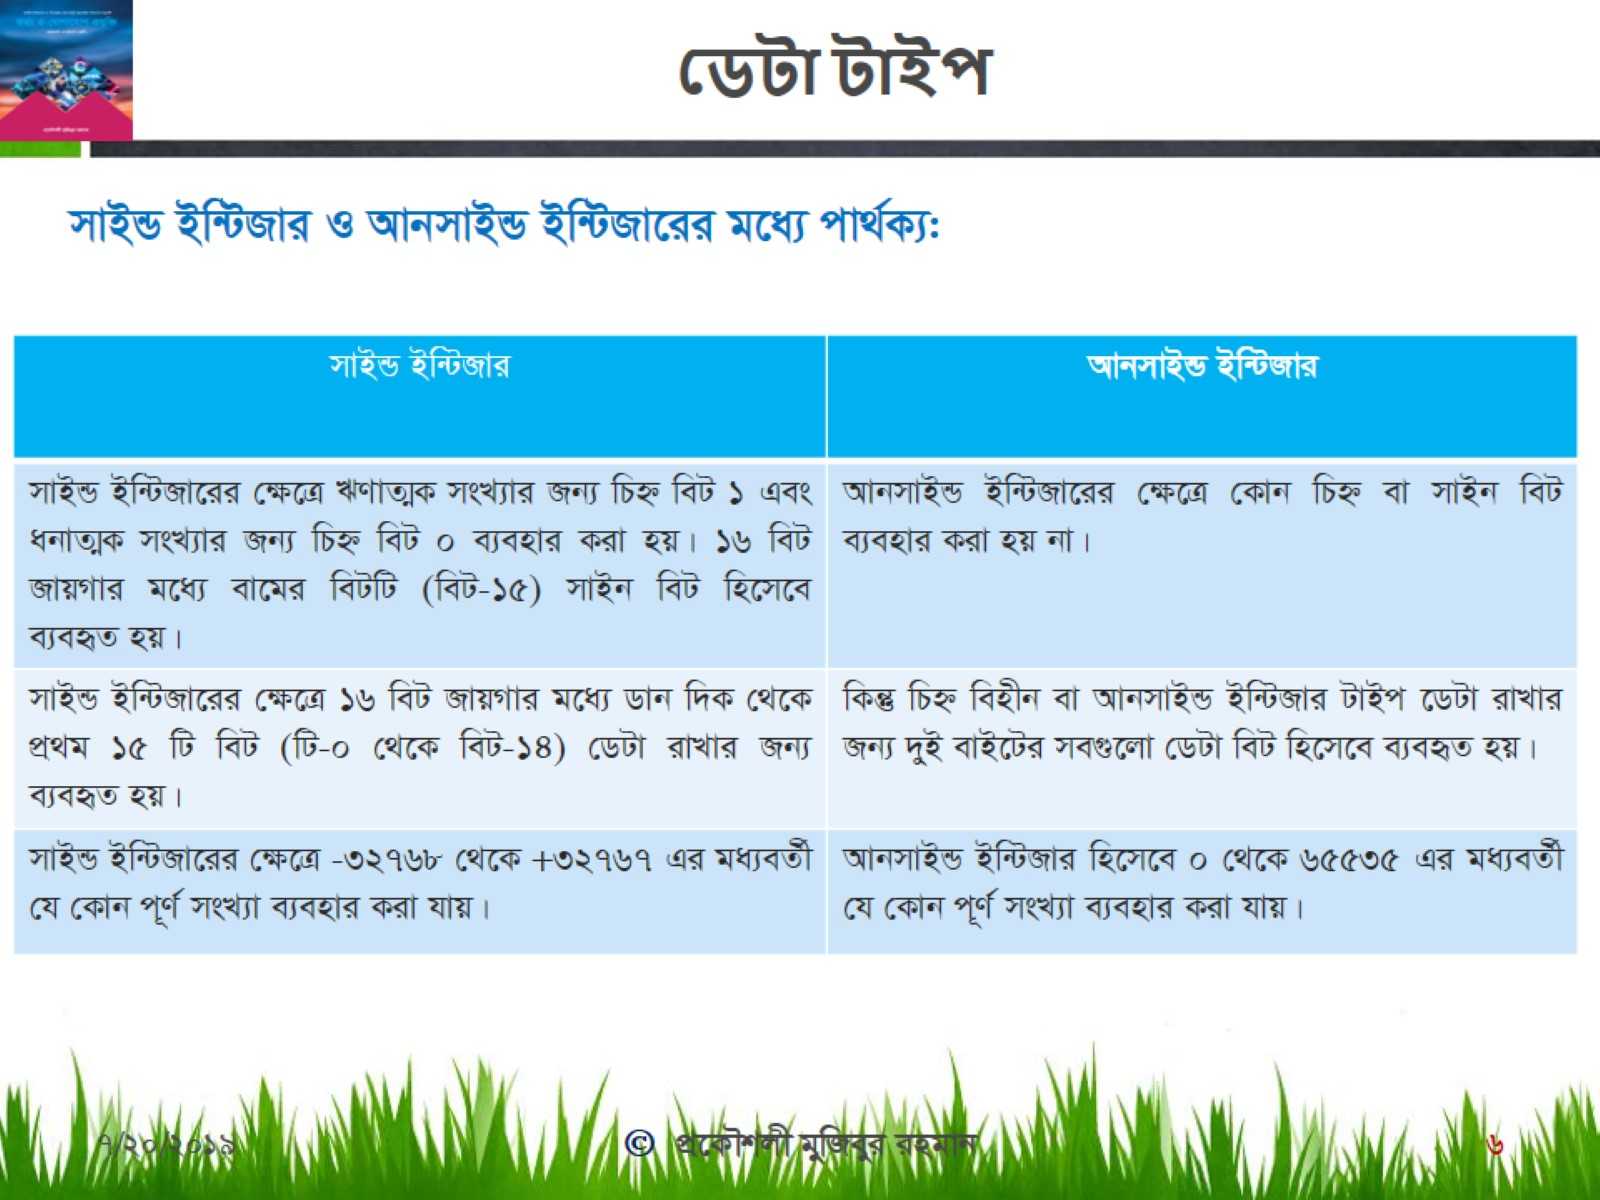 তথ্য ও যোগাযোগ প্রযুক্তি
ডেটা টাইপ
সাইন্ড ইন্টিজার ও আনসাইন্ড ইন্টিজারের মধ্যে পার্থক্য:
সাইন্ড ইন্টিজার
আনসাইন্ড ইন্টিজার
সাইন্ড ইন্টিজারের ক্ষেত্রে ঋণাত্মক সংখ্যার জন্য চিহ্ন বিট ১ এবং
ধনাত্মক সংখ্যার জন্য চিহ্ন বিট ০ ব্যবহার করা হয়। ১৬ বিট
জায়গার মধ্যে বামের বিটটি (বিট-১৫) সাইন বিট হিসেবে
ব্যবহৃত হয়।
আনসাইন্ড ইন্টিজারের ক্ষেত্রে কোন চিহ্ন বা সাইন বিট
ব্যবহার করা হয় না।
সাইন্ড ইন্টিজারের ক্ষেত্রে ১৬ বিট জায়গার মধ্যে ডান দিক থেকে
প্রথম ১৫ টি বিট (টি-০ থেকে বিট-১৪) ডেটা রাখার জন্য
ব্যবহৃত হয়।
কিন্তু চিহ্ন বিহীন বা আনসাইন্ড ইন্টিজার টাইপ ডেটা রাখার
জন্য দুই বাইটের সবগুলো ডেটা বিট হিসেবে ব্যবহৃত হয়।
সাইন্ড ইন্টিজারের ক্ষেত্রে -৩২৭৬৮ থেকে +৩২৭৬৭ এর মধ্যবর্তী
যে কোন পূর্ণ সংখ্যা ব্যবহার করা যায়।
আনসাইন্ড ইন্টিজার হিসেবে ০ থেকে ৬৫৫৩৫ এর মধ্যবর্তী
যে কোন পূর্ণ সংখ্যা ব্যবহার করা যায়।
৭/২০/২০১৯
© প্রকৌশলী মুজিবুর রহমান
৬